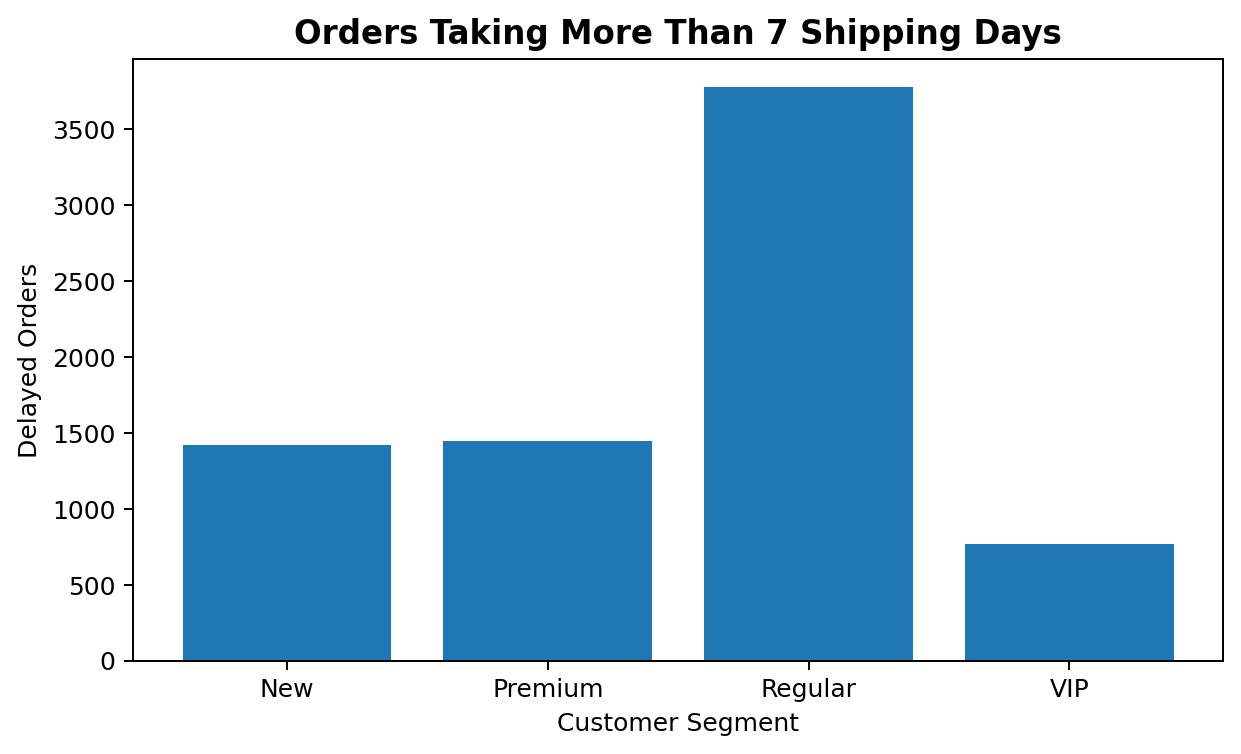 Orders Taking More Than 7 Shipping Days
Delayed Orders
3500
3000
2500
2000
1500
1000
500
0
New Premium Regular VIP
Customer Segment